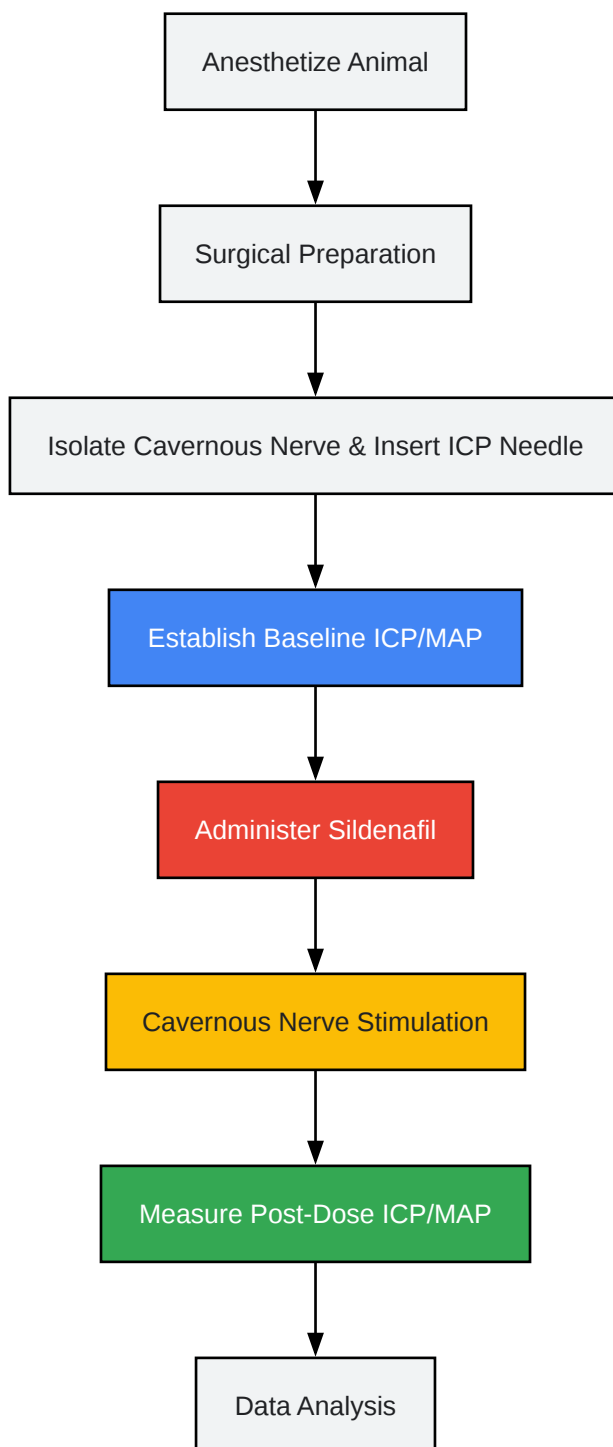 Anesthetize Animal
Surgical Preparation
Isolate Cavernous Nerve & Insert ICP Needle
Establish Baseline ICP/MAP
Administer Sildenafil
Cavernous Nerve Stimulation
Measure Post-Dose ICP/MAP
Data Analysis